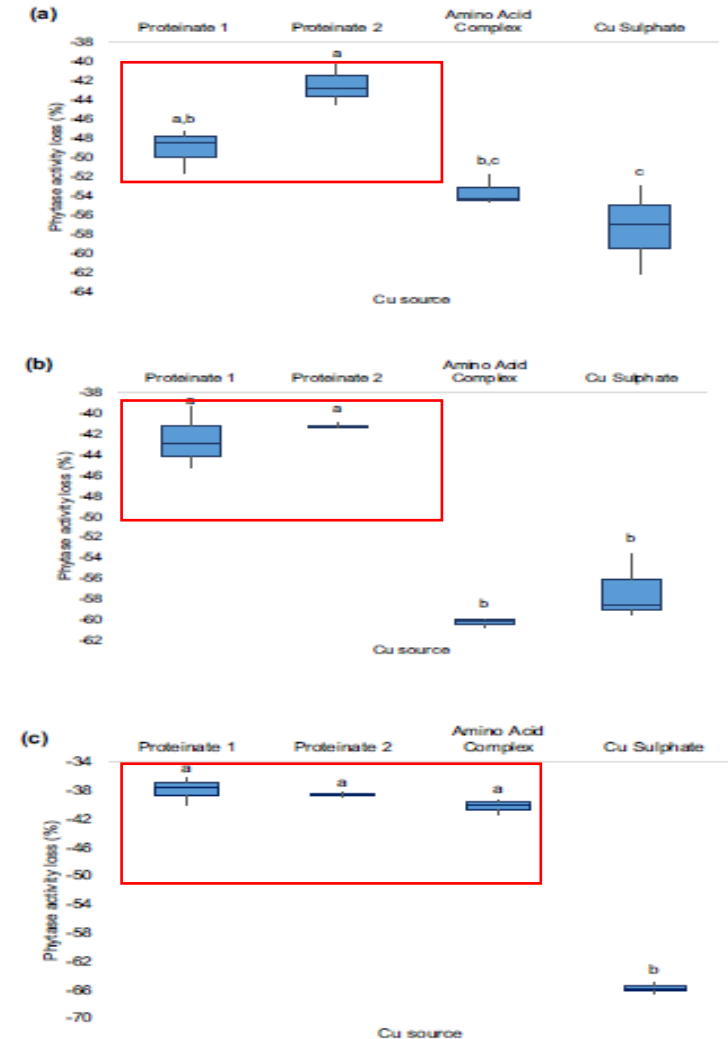 (a)
Proteinate 1 Proteinate 2 Amino Acid Complex Cu Sulphate
Phytase activity loss (%)
-38
-40
-42
-44
-46
-48
-50
-52
-54
-56
-58
-60
-62
-64
a,b
a
b,c
c
Cu source
(b)
Proteinate 1 Proteinate 2 Amino Acid Complex Cu Sulphate
Phytase activity loss (%)
-38
-40
-42
-44
-46
-48
-50
-52
-54
-56
-58
-60
-62
a
a
b
b
Cu source
(c)
Proteinate 1 Proteinate 2 Amino Acid Complex Cu Sulphate
Phytase activity loss (%)
-34
-38
-42
-46
-50
-54
-58
-62
-66
-70
a
a
a
b
Cu source